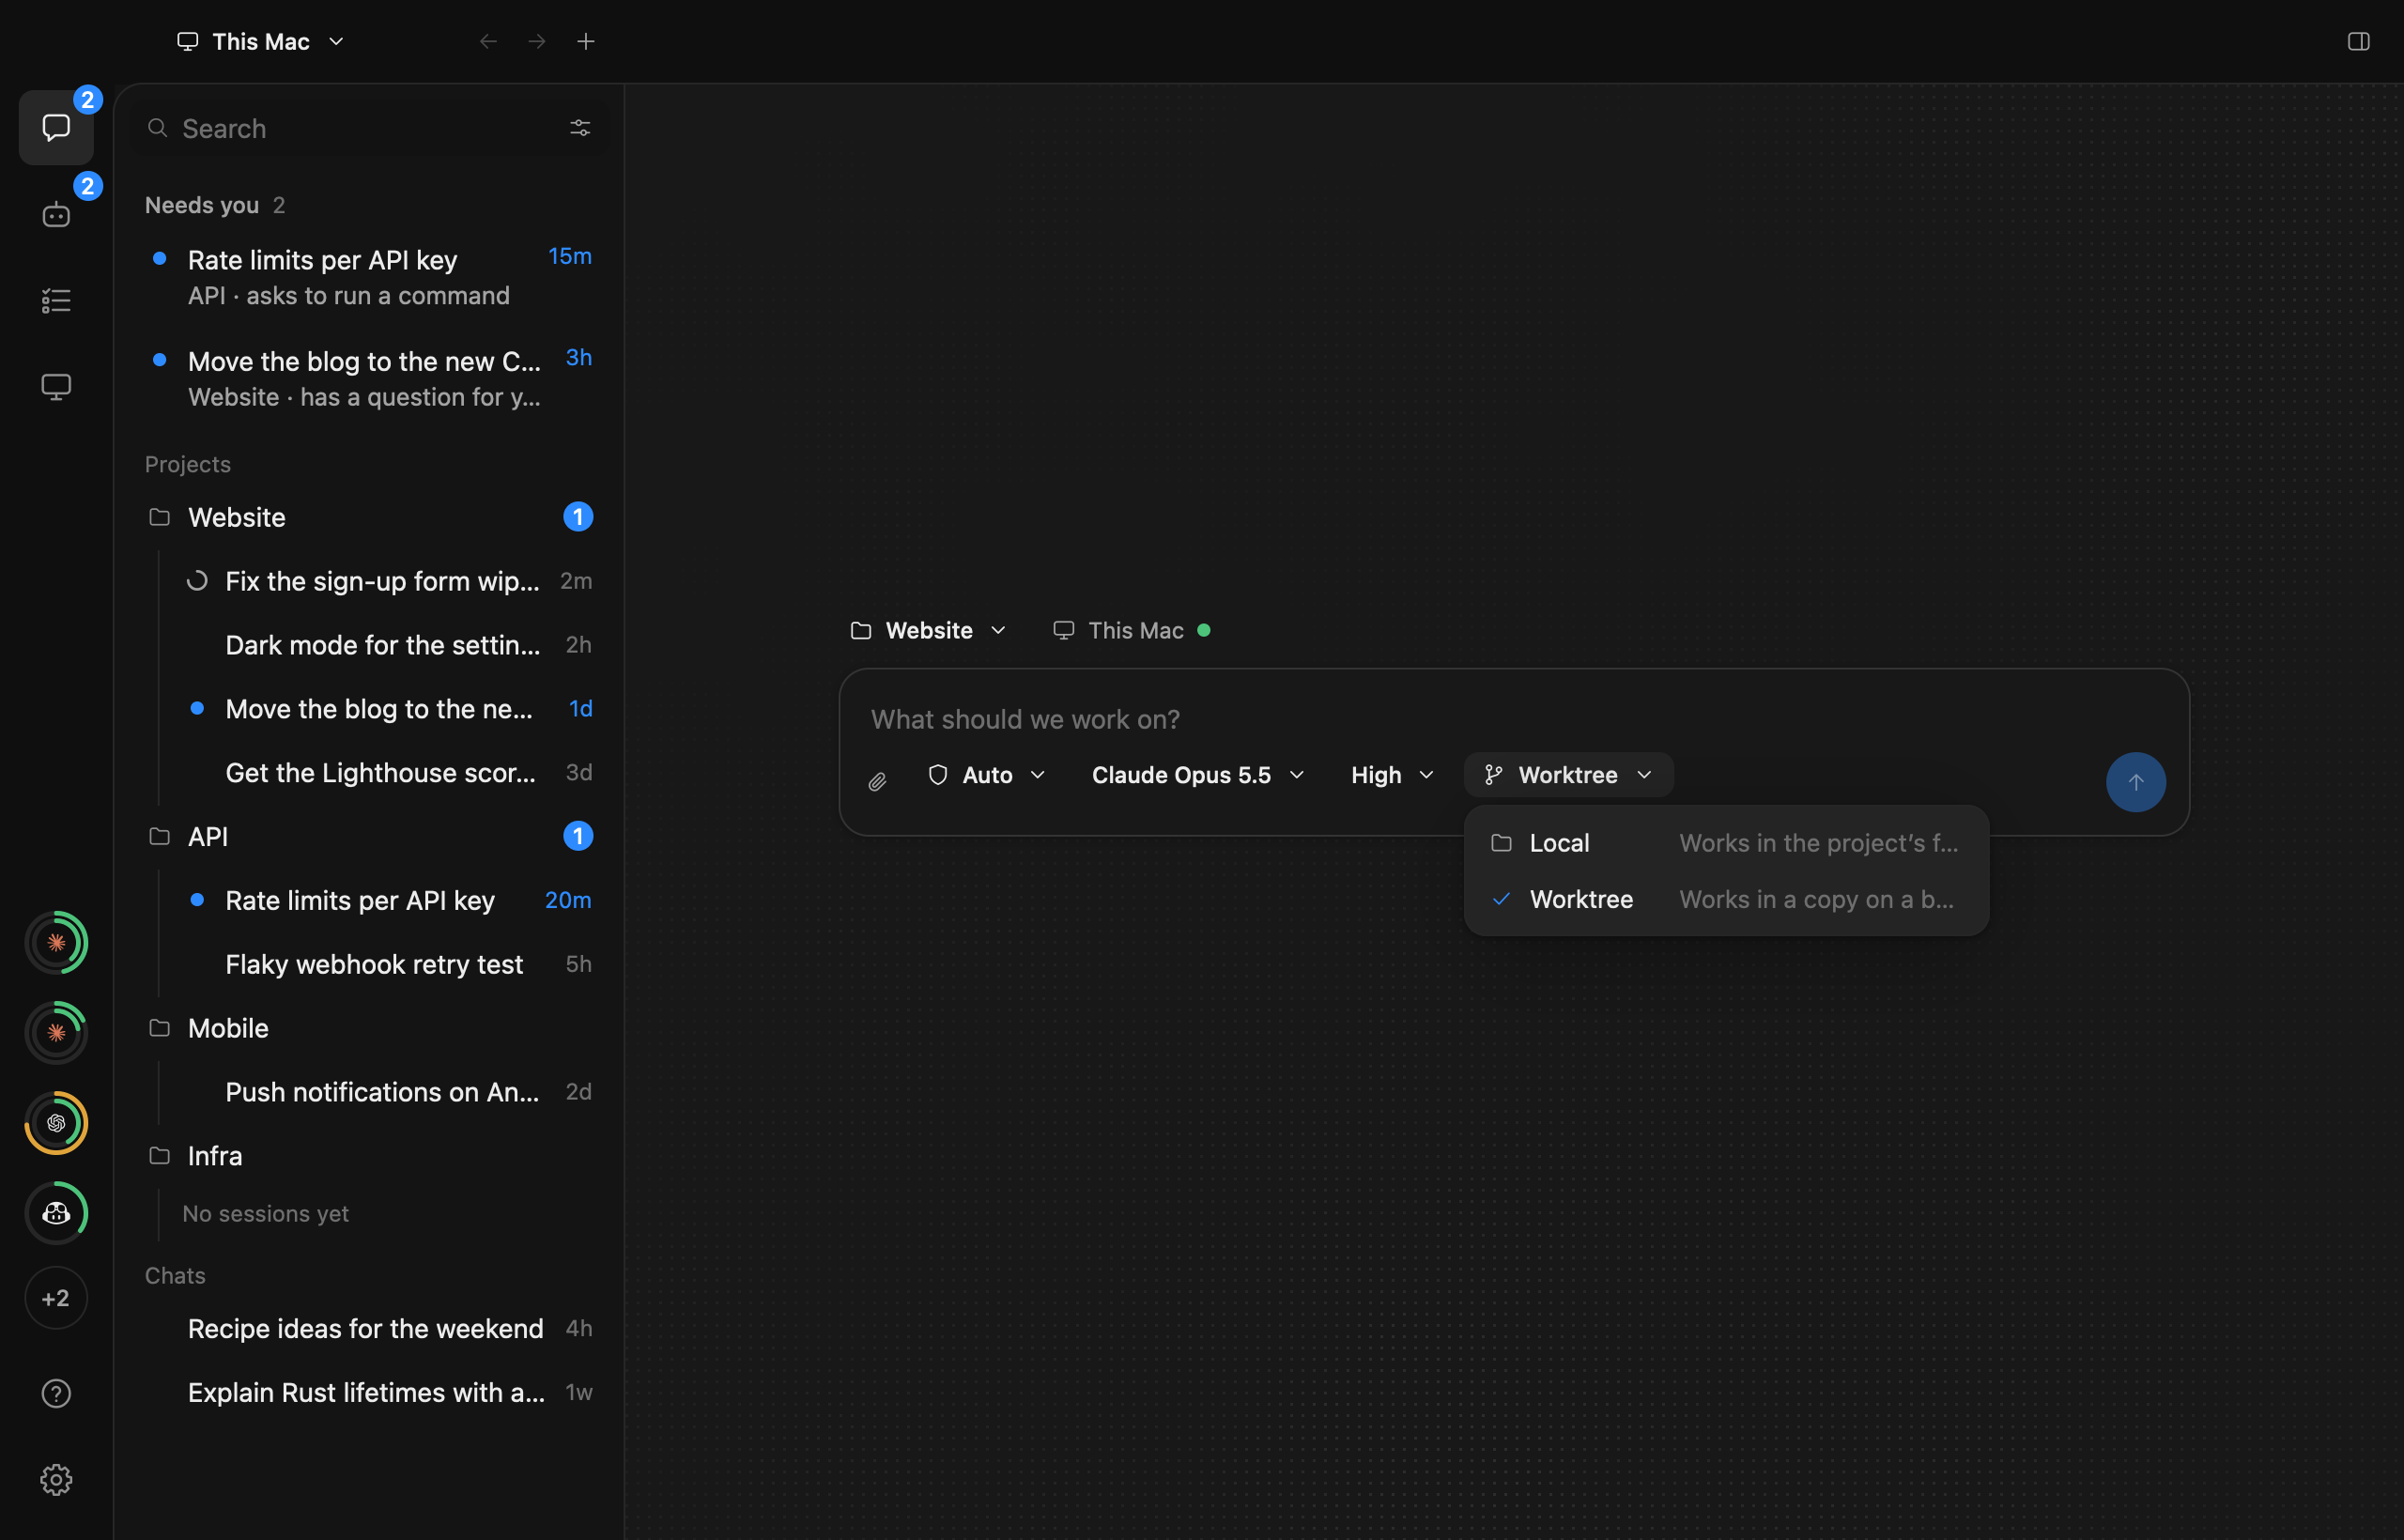 This Mac
2
Search
2
Needs you 2
Rate limits per API key 15m
API · asks to run a command
Move the blog to the new C... 3h
Website · has a question for y...
Projects
Website 1
Fix the sign-up form wip... 2m
Dark mode for the settin... 2h
Move the blog to the ne... 1d
Get the Lighthouse scor... 3d
API 1
Rate limits per API key 20m
Flaky webhook retry test 5h
Mobile
Push notifications on An... 2d
Infra
No sessions yet
Chats
Recipe ideas for the weekend 4h
Explain Rust lifetimes with a... 1w
+2
Website This Mac
What should we work on?
Auto Claude Opus 5.5 High Worktree
Local Works in the project’s f...
Worktree Works in a copy on a b...